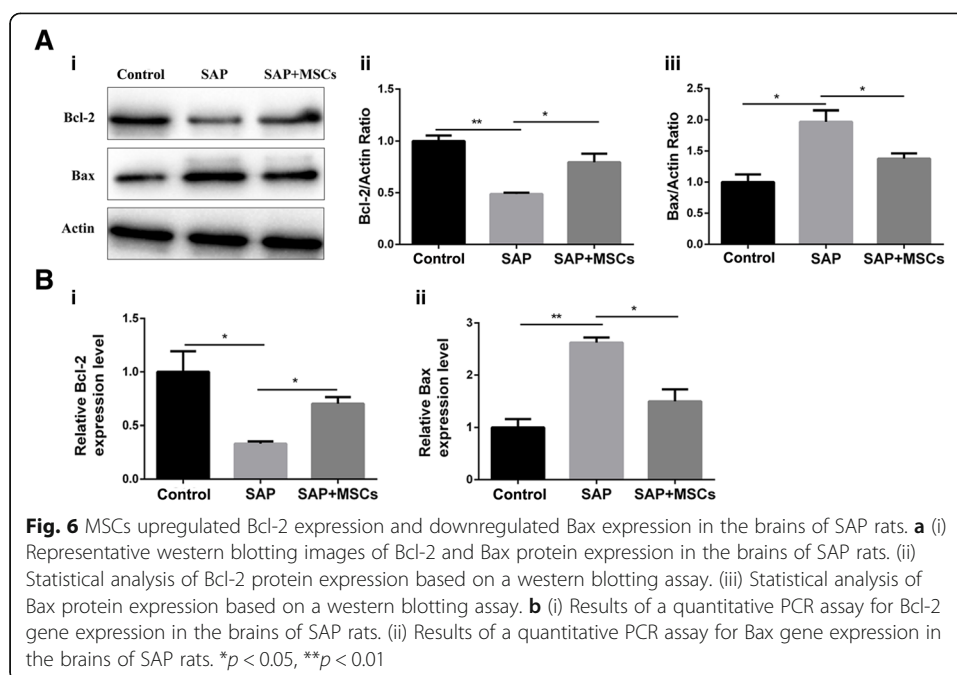 A
i
Control SAP SAP+MSCs
Bcl-2
Bax
Actin
ii
Bcl-2/Actin Ratio
1.5
1.0
0.5
0.0
** *
Control SAP SAP+MSCs
iii
Bax/Actin Ratio
2.5
2.0
1.5
1.0
0.5
0.0
* *
Control SAP SAP+MSCs
B
i
Relative Bcl-2
expression level
1.5
1.0
0.5
0.0
*
*
Control SAP SAP+MSCs
ii
Relative Bax
expression level
3
2
1
0
** *
Control SAP SAP+MSCs
Fig. 6 MSCs upregulated Bcl-2 expression and downregulated Bax expression in the brains of SAP rats. a (i)
Representative western blotting images of Bcl-2 and Bax protein expression in the brains of SAP rats. (ii)
Statistical analysis of Bcl-2 protein expression based on a western blotting assay. (iii) Statistical analysis of
Bax protein expression based on a western blotting assay. b (i) Results of a quantitative PCR assay for Bcl-2
gene expression in the brains of SAP rats. (ii) Results of a quantitative PCR assay for Bax gene expression in
the brains of SAP rats. *p < 0.05, **p < 0.01